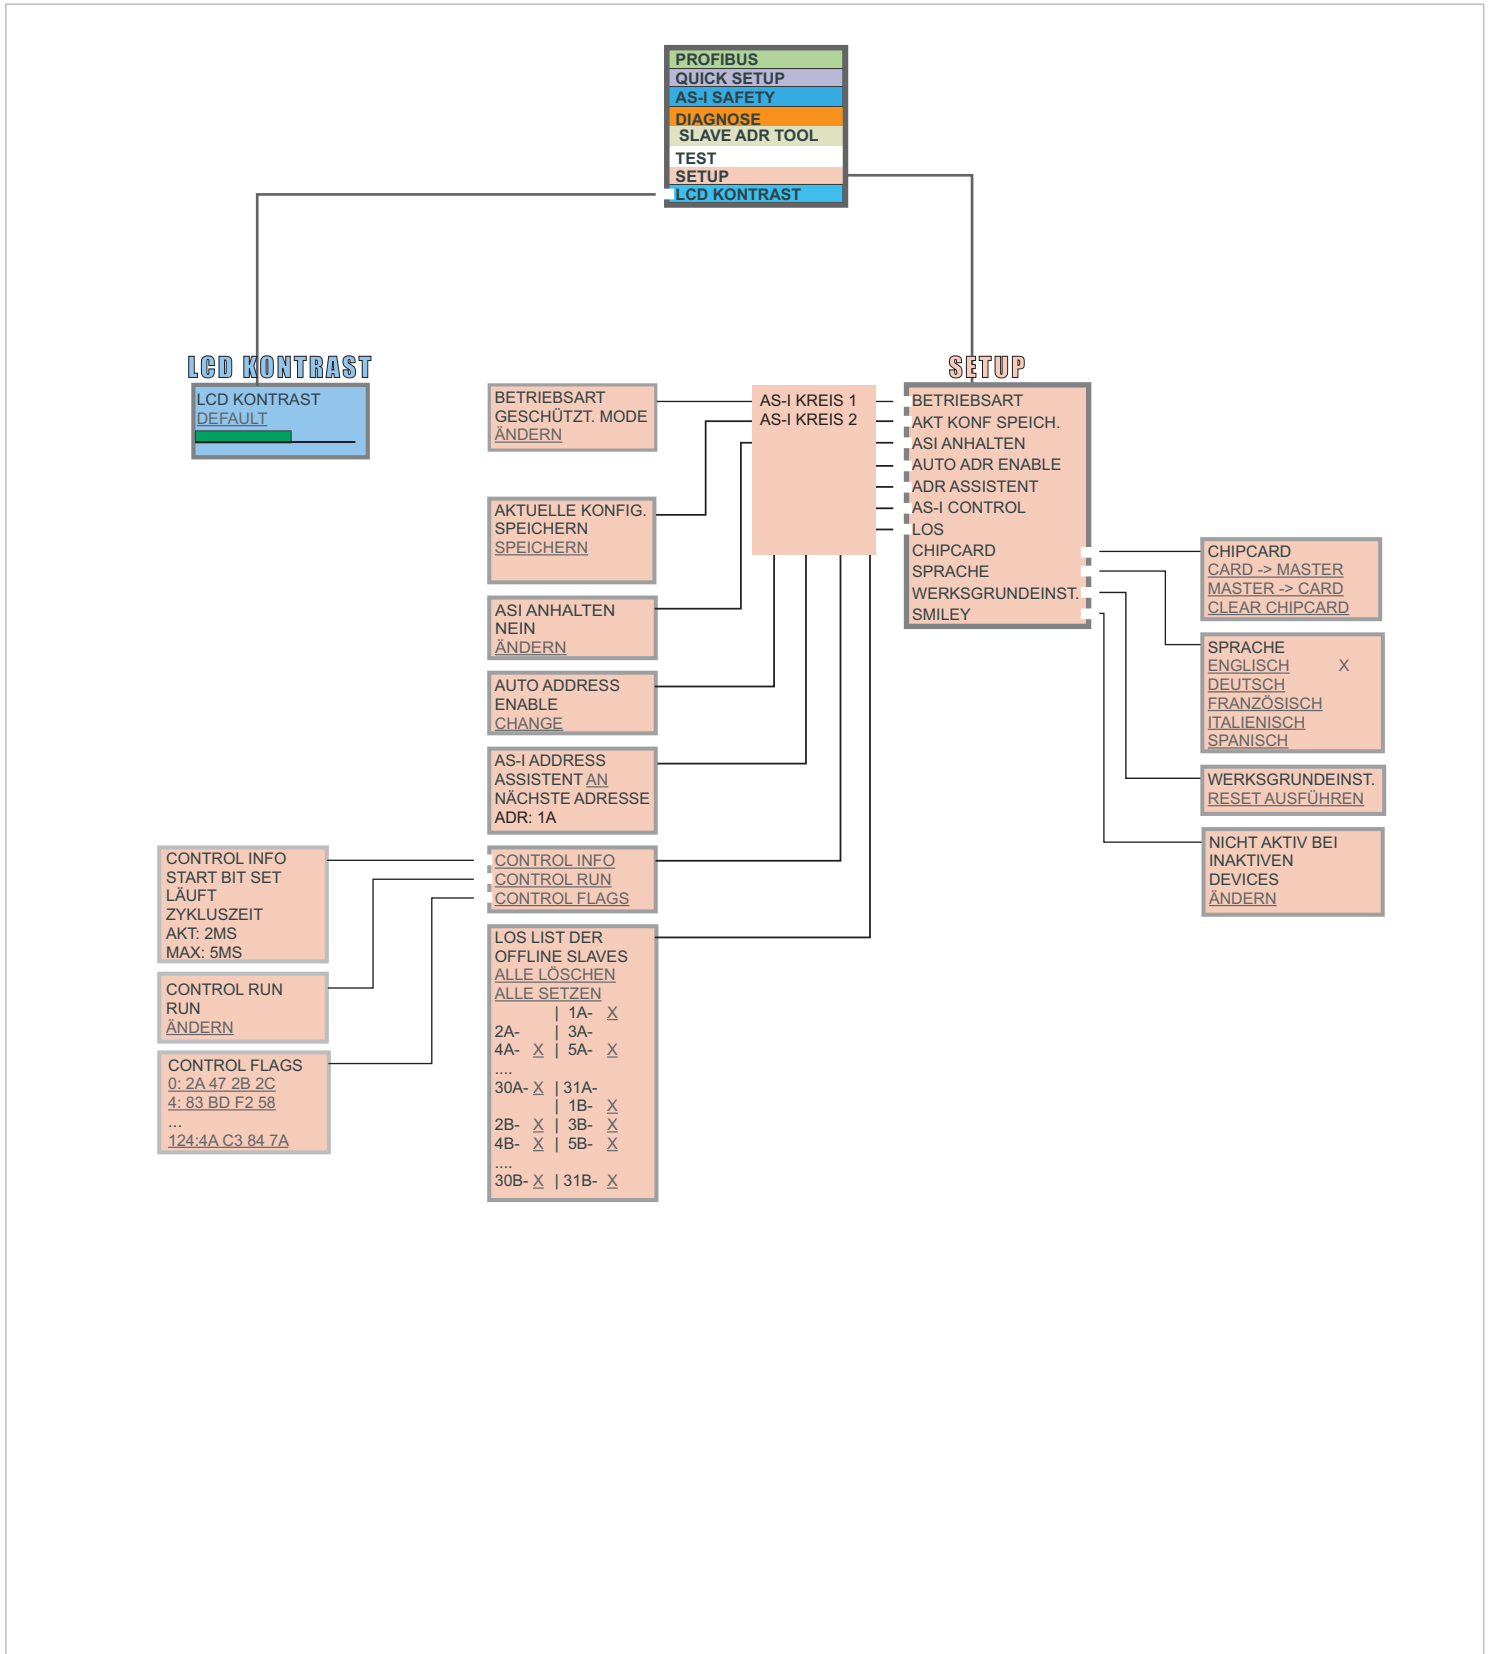 PROFIBUS
QUICK SETUP
AS-I SAFETY
DIAGNOSE
SLAVE ADR TOOL
TEST
SETUP
LCD KONTRAST
LCD KONTRAST
LCD KONTRAST
DEFAULT
SETUP
BETRIEBSART
AKT KONF SPEICH.
ASI ANHALTEN
AUTO ADR ENABLE
ADR ASSISTENT
AS-I CONTROL
LOS
CHIPCARD
SPRACHE
WERKSGRUNDEINST.
SMILEY
AS-I KREIS 1
AS-I KREIS 2
BETRIEBSART
GESCHÜTZT. MODE
ÄNDERN
AKTUELLE KONFIG.
SPEICHERN
SPEICHERN
ASI ANHALTEN
NEIN
ÄNDERN
AUTO ADDRESS
ENABLE
CHANGE
AS-I ADDRESS
ASSISTENT AN
NÄCHSTE ADRESSE
ADR: 1A
CONTROL INFO
CONTROL RUN
CONTROL FLAGS
LOS LIST DER
OFFLINE SLAVES
ALLE LÖSCHEN
ALLE SETZEN
| 1A- X
2A- | 3A-
4A- X | 5A- X
....
30A- X | 31A-
| 1B- X
2B- X | 3B- X
4B- X | 5B- X
....
30B- X | 31B- X
CONTROL INFO
START BIT SET
LÄUFT
ZYKLUSZEIT
AKT: 2MS
MAX: 5MS
CONTROL RUN
RUN
ÄNDERN
CONTROL FLAGS
0: 2A 47 2B 2C
4: 83 BD F2 58
...
124:4A C3 84 7A
CHIPCARD
CARD -> MASTER
MASTER -> CARD
CLEAR CHIPCARD
SPRACHE
ENGLISCH X
DEUTSCH
FRANZÖSISCH
ITALIENISCH
SPANISCH
WERKSGRUNDEINST.
RESET AUSFÜHREN
NICHT AKTIV BEI
INAKTIVEN
DEVICES
ÄNDERN